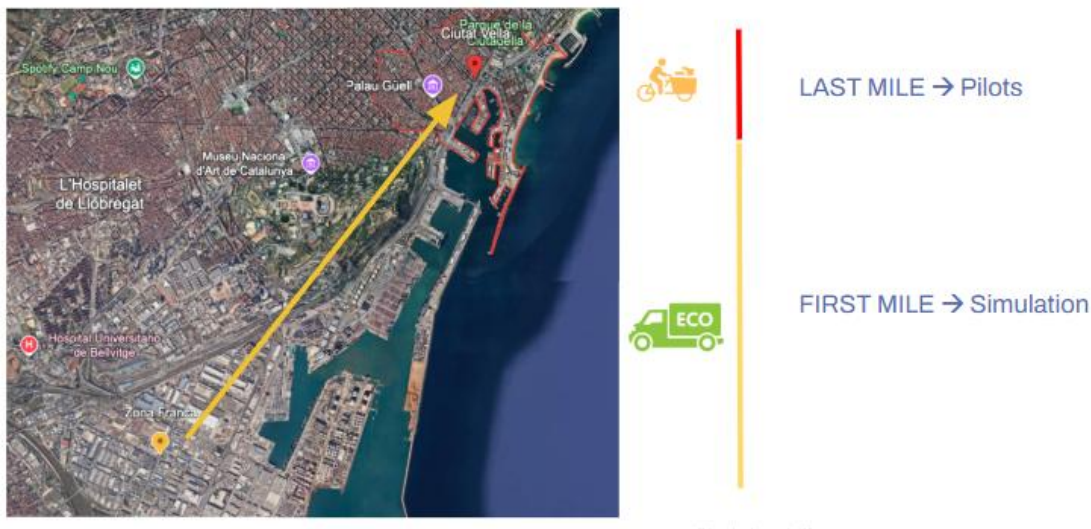 Parque de la
Ciutat Vella
Ciutadella
Spotify Camp Nou
Palau Güell
Museu Naciona
d'Art de Catalunya
L'Hospitalet
de Llobregat
Hospital Universitario
de Bellvitge
Zona Franca
LAST MILE → Pilots
ECO
FIRST MILE → Simulation